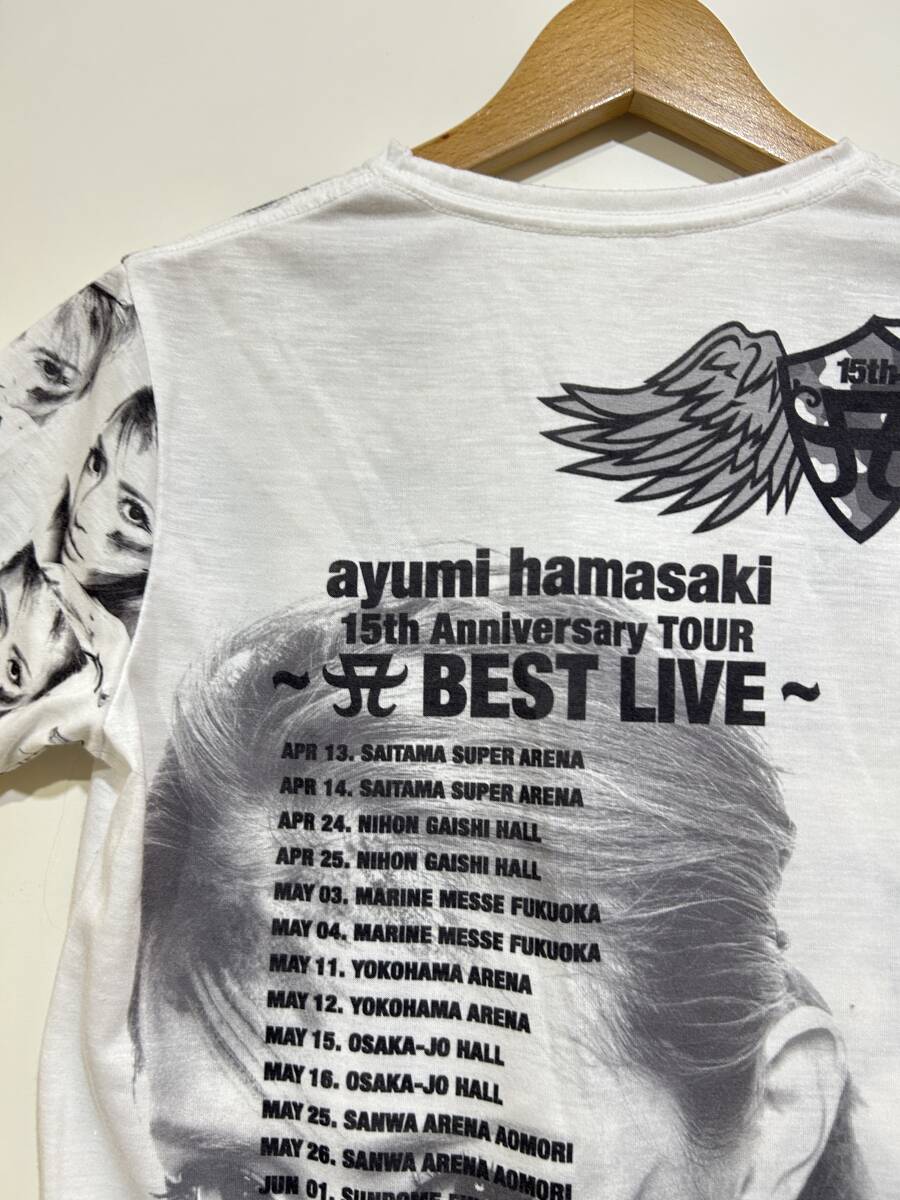 15th
ayumi hamasaki
15th Anniversary TOUR
~ A BEST LIVE ~
APR 13. SAITAMA SUPER ARENA
APR 14. SAITAMA SUPER ARENA
APR 24. NIHON GAISHI HALL
APR 25. NIHON GAISHI HALL
MAY 03. MARINE MESSE FUKUOKA
MAY 04. MARINE MESSE FUKUOKA
MAY 11. YOKOHAMA ARENA
MAY 12. YOKOHAMA ARENA
MAY 15. OSAKA-JO HALL
MAY 16. OSAKA-JO HALL
MAY 25. SANWA ARENA AOMORI
MAY 26. SANWA ARENA AOMORI
JUN 01. SUNDOME